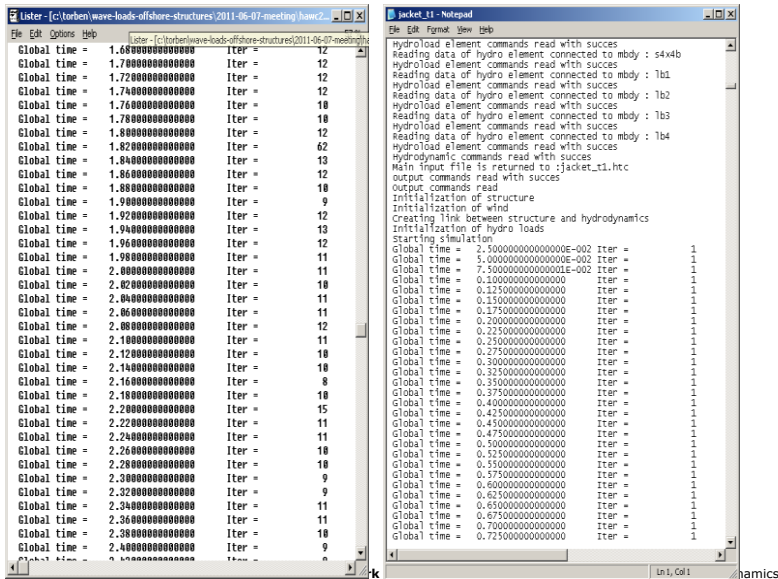 Lister - [c:\torben\wave-loads-offshore-structures\2011-06-07-meeting\hawc2...
File Edit Options Help
Lister - [c:\torben\wave-loads-offshore-structures\2011-06-07-meeting\ha
Global time = 1.68000000000000 Iter = 12
Global time = 1.70000000000000 Iter = 12
Global time = 1.72000000000000 Iter = 12
Global time = 1.74000000000000 Iter = 12
Global time = 1.76000000000000 Iter = 10
Global time = 1.78000000000000 Iter = 10
Global time = 1.80000000000000 Iter = 12
Global time = 1.82000000000000 Iter = 62
Global time = 1.84000000000000 Iter = 13
Global time = 1.86000000000000 Iter = 12
Global time = 1.88000000000000 Iter = 10
Global time = 1.90000000000000 Iter = 9
Global time = 1.92000000000000 Iter = 12
Global time = 1.94000000000000 Iter = 13
Global time = 1.96000000000000 Iter = 12
Global time = 1.98000000000000 Iter = 11
Global time = 2.00000000000000 Iter = 11
Global time = 2.02000000000000 Iter = 10
Global time = 2.04000000000000 Iter = 11
Global time = 2.06000000000000 Iter = 11
Global time = 2.08000000000000 Iter = 12
Global time = 2.10000000000000 Iter = 11
Global time = 2.12000000000000 Iter = 10
Global time = 2.14000000000000 Iter = 10
Global time = 2.16000000000000 Iter = 8
Global time = 2.18000000000000 Iter = 10
Global time = 2.20000000000000 Iter = 15
Global time = 2.22000000000000 Iter = 11
Global time = 2.24000000000000 Iter = 11
Global time = 2.26000000000000 Iter = 10
Global time = 2.28000000000000 Iter = 10
Global time = 2.30000000000000 Iter = 9
Global time = 2.32000000000000 Iter = 9
Global time = 2.34000000000000 Iter = 11
Global time = 2.36000000000000 Iter = 11
Global time = 2.38000000000000 Iter = 10
Global time = 2.40000000000000 Iter = 9
jacket_t1 - Notepad
File Edit Format View Help
Hydroload element commands read with succes
Reading data of hydro element connected to mbdy : s4x4b
Hydroload element commands read with succes
Reading data of hydro element connected to mbdy : lb1
Hydroload element commands read with succes
Reading data of hydro element connected to mbdy : lb2
Hydroload element commands read with succes
Reading data of hydro element connected to mbdy : lb3
Hydroload element commands read with succes
Reading data of hydro element connected to mbdy : lb4
Hydroload element commands read with succes
Hydrodynamic commands read with succes
Main input file is returned to :jacket_t1.htc
output commands read with succes
Output commands read
Initialization of structure
Initialization of wind
Creating link between structure and hydrodynamics
Initialization of hydro loads
Starting simulation
Global time = 2.500000000000000E-002 Iter = 1
Global time = 5.000000000000000E-002 Iter = 1
Global time = 7.500000000000001E-002 Iter = 1
Global time = 0.100000000000000 Iter = 1
Global time = 0.125000000000000 Iter = 1
Global time = 0.150000000000000 Iter = 1
Global time = 0.175000000000000 Iter = 1
Global time = 0.200000000000000 Iter = 1
Global time = 0.225000000000000 Iter = 1
Global time = 0.250000000000000 Iter = 1
Global time = 0.275000000000000 Iter = 1
Global time = 0.300000000000000 Iter = 1
Global time = 0.325000000000000 Iter = 1
Global time = 0.350000000000000 Iter = 1
Global time = 0.375000000000000 Iter = 1
Global time = 0.400000000000000 Iter = 1
Global time = 0.425000000000000 Iter = 1
Global time = 0.450000000000000 Iter = 1
Global time = 0.475000000000000 Iter = 1
Global time = 0.500000000000000 Iter = 1
Global time = 0.525000000000000 Iter = 1
Global time = 0.550000000000000 Iter = 1
Global time = 0.575000000000000 Iter = 1
Global time = 0.600000000000000 Iter = 1
Global time = 0.625000000000000 Iter = 1
Global time = 0.650000000000000 Iter = 1
Global time = 0.675000000000000 Iter = 1
Global time = 0.700000000000000 Iter = 1
Global time = 0.725000000000000 Iter = 1
Ln 1, Col 1
rk
namics